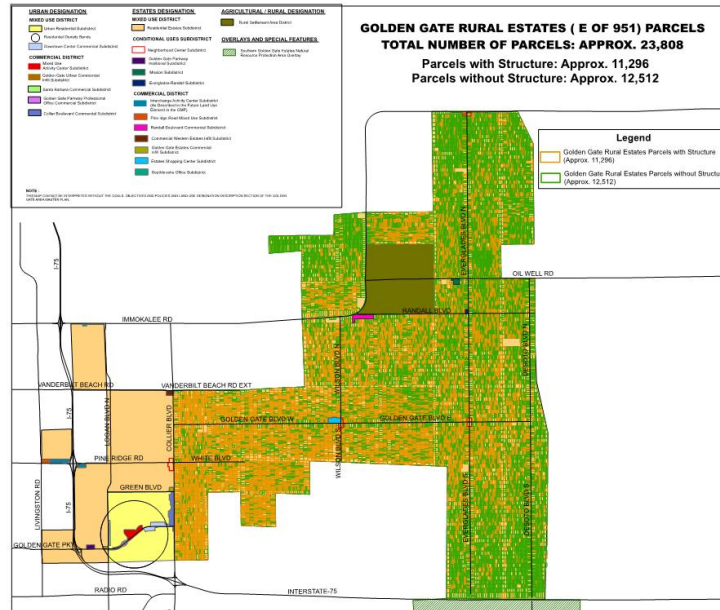 URBAN DESIGNATION
MIXED USE DISTRICT
Urban Residential Subdistrict
Residential Density Bands
Downtown Center Commercial Subdistrict
Mixed Use
Activity Center Subdistrict
COMMERCIAL DISTRICT
Golden Gate Urban Commercial
Infill Subdistrict
Santa Barbara Commercial Subdistrict
Golden Gate Parkway Professional
Office Commercial Subdistrict
Collier Boulevard Commercial Subdistrict
ESTATES DESIGNATION
MIXED USE DISTRICT
Residential Estates Subdistrict
CONDITIONAL USES SUBDISTRICT
Neighborhood Center Subdistrict
Golden Gate Parkway
Institutional Subdistrict
Mission Subdistrict
Everglades-Randall Subdistrict
COMMERCIAL DISTRICT
Interchange Activity Center Subdistrict
Pine Ridge Road Mixed Use Subdistrict
Randall Boulevard Commercial Subdistrict
Commercial Western Estates Infill Subdistrict
Golden Gate Estates Commercial
Infill Subdistrict
Estates Shopping Center Subdistrict
Southbrooke Office Subdistrict
AGRICULTURAL / RURAL DESIGNATION
Rural Settlement Area District
OVERLAYS AND SPECIAL FEATURES
Southern Golden Gate Estates Natural
Resource Protection Area Overlay
NOTE:
GOLDEN GATE RURAL ESTATES ( E OF 951) PARCELS
TOTAL NUMBER OF PARCELS: APPROX. 23,808
Parcels with Structure: Approx. 11,296
Parcels without Structure: Approx. 12,512
Legend
Golden Gate Rural Estates Parcels with Structure
(Approx. 11,296)
Golden Gate Rural Estates Parcels without Structu
(Approx. 12,512)
I-75
EVERGLADES BLVD N
OIL WELL RD
IMMOKALEE RD
RANDALL BLVD
DESOTO BLVD N
WILSON BLVD N
VANDERBILT BEACH RD
VANDERBILT BEACH RD EXT
LOGAN BLVD N
I-75
COLLIER BLVD
GOLDEN GATE BLVD W
GOLDEN GATE BLVD E
PINE RIDGE RD
WHITE BLVD
WILSON BLVD S
LIVINGSTON RD
GREEN BLVD
I-75
EVERGLADES BLVD S
DESOTO BLVD S
GOLDEN GATE PKY
RADIO RD
INTERSTATE-75